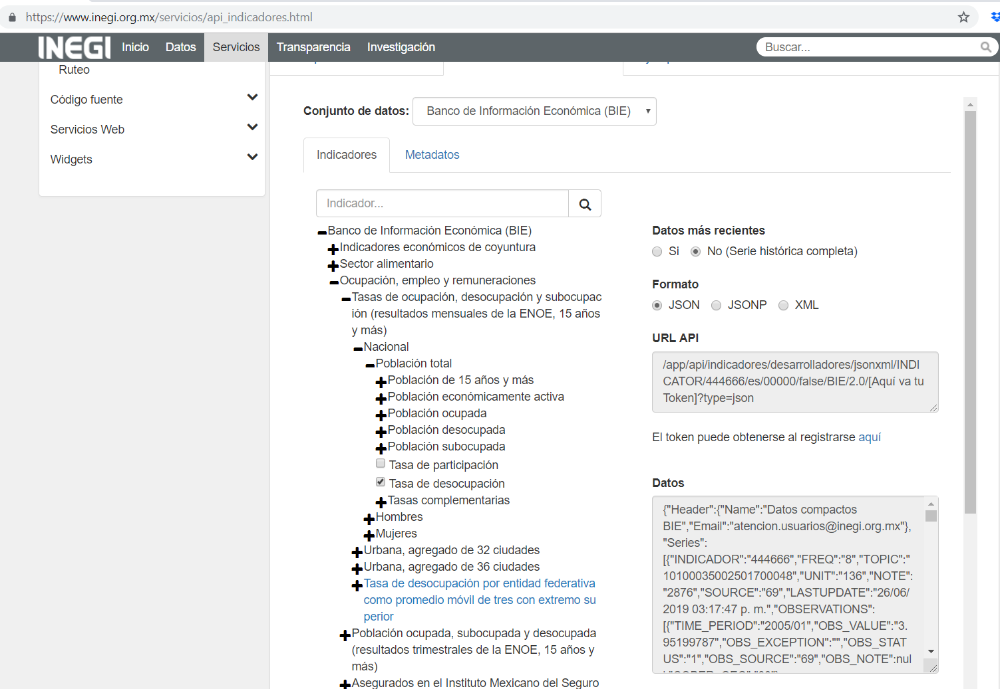 https://www.inegi.org.mx/servicios/api_indicadores.html
INEGI Inicio Datos Servicios Transparencia Investigación Buscar...
Ruteo
Código fuente
Servicios Web
Widgets
Conjunto de datos: Banco de Información Económica (BIE)
Indicadores Metadatos
Indicador...
Banco de Información Económica (BIE)
Indicadores económicos de coyuntura
Sector alimentario
Ocupación, empleo y remuneraciones
Tasas de ocupación, desocupación y subocupac
ión (resultados mensuales de la ENOE, 15 años
y más)
Nacional
Población total
Población de 15 años y más
Población económicamente activa
Población ocupada
Población desocupada
Población subocupada
Tasa de participación
Tasa de desocupación
Tasas complementarias
Hombres
Mujeres
Urbana, agregado de 32 ciudades
Urbana, agregado de 36 ciudades
Tasa de desocupación por entidad federativa
como promedio móvil de tres con extremo su
perior
Población ocupada, subocupada y desocupada
(resultados trimestrales de la ENOE, 15 años y
más)
Asegurados en el Instituto Mexicano del Seguro
Datos más recientes
Si No (Serie histórica completa)
Formato
JSON JSONP XML
URL API
/app/api/indicadores/desarrolladores/jsonxml/INDI
CATOR/444666/es/00000/false/BIE/2.0/[Aquí va tu
Token]?type=json
El token puede obtenerse al registrarse aquí
Datos
{"Header":{"Name":"Datos compactos
BIE","Email":"atencion.usuarios@inegi.org.mx"},
"Series":
[{"INDICADOR":"444666","FREQ":"8","TOPIC":"
10100035002501700048","UNIT":"136","NOTE":
"2876","SOURCE":"69","LASTUPDATE":"26/06/
2019 03:17:47 p. m.","OBSERVATIONS":
[{"TIME_PERIOD":"2005/01","OBS_VALUE":"3.
95199787","OBS_EXCEPTION":"","OBS_STAT
US":"1","OBS_SOURCE":"69","OBS_NOTE":nul